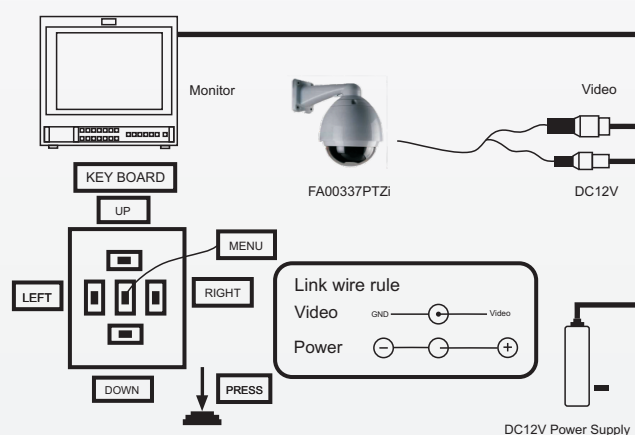 Monitor
Video
FA00337PTZi
DC12V
KEY BOARD
UP
MENU
LEFT
RIGHT
DOWN
PRESS
Link wire rule
Video GND Video
Power − +
DC12V Power Supply